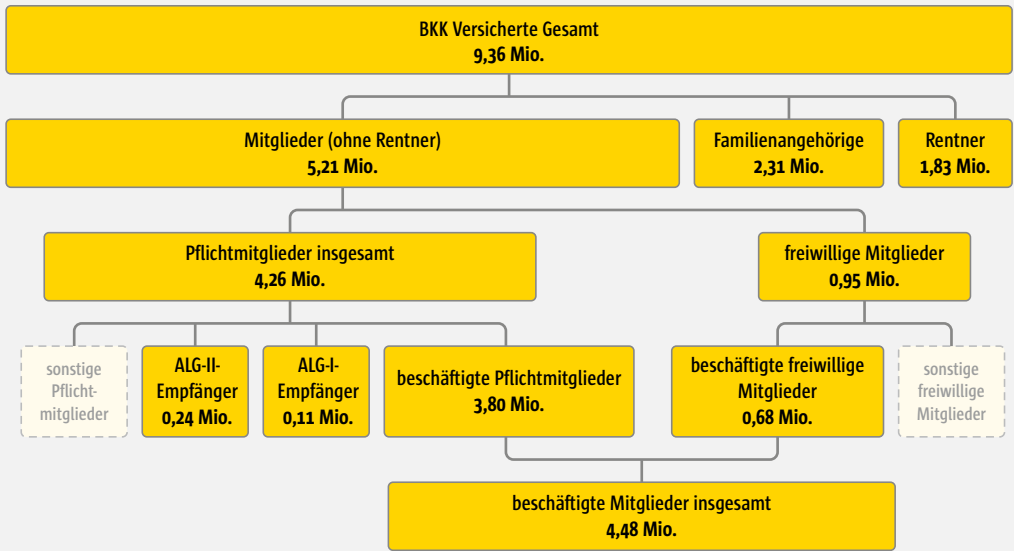 BKK Versicherte Gesamt
9,36 Mio.
Mitglieder (ohne Rentner)
5,21 Mio.
Familienangehörige
2,31 Mio.
Rentner
1,83 Mio.
Pflichtmitglieder insgesamt
4,26 Mio.
freiwillige Mitglieder
0,95 Mio.
sonstige
Pflicht-
mitglieder
ALG-II-
Empfänger
0,24 Mio.
ALG-I-
Empfänger
0,11 Mio.
beschäftigte Pflichtmitglieder
3,80 Mio.
beschäftigte freiwillige
Mitglieder
0,68 Mio.
sonstige
freiwillige
Mitglieder
beschäftigte Mitglieder insgesamt
4,48 Mio.